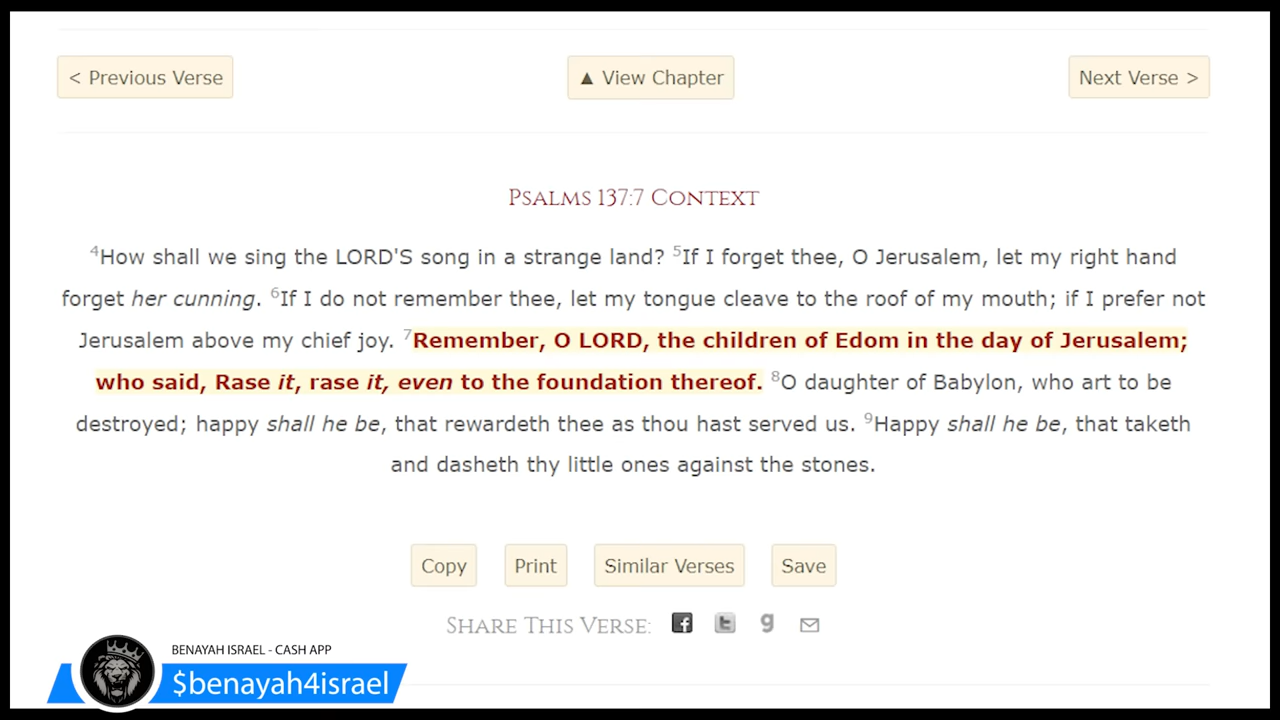 < Previous Verse
▲ View Chapter
Next Verse >
Psalms 137:7 Context
4How shall we sing the LORD'S song in a strange land? 5If I forget thee, O Jerusalem, let my right hand
forget her cunning. 6If I do not remember thee, let my tongue cleave to the roof of my mouth; if I prefer not
Jerusalem above my chief joy. 7Remember, O LORD, the children of Edom in the day of Jerusalem;
who said, Rase it, rase it, even to the foundation thereof. 8O daughter of Babylon, who art to be
destroyed; happy shall he be, that rewardeth thee as thou hast served us. 9Happy shall he be, that taketh
and dasheth thy little ones against the stones.
Copy
Print
Similar Verses
Save
Share This Verse:
BENAYAH ISRAEL - CASH APP
$benayah4israel